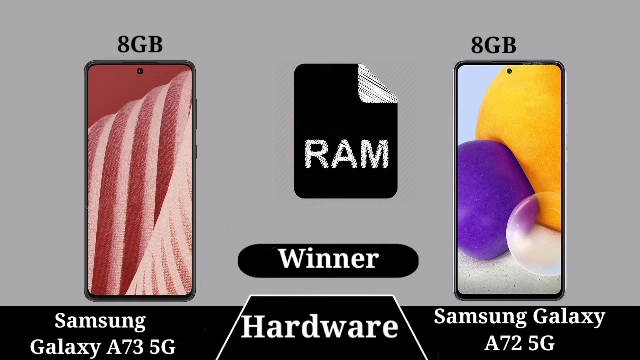 8GB
8GB
RAM
Winner
Samsung
Galaxy A73 5G
Hardware
Samsung Galaxy
A72 5G